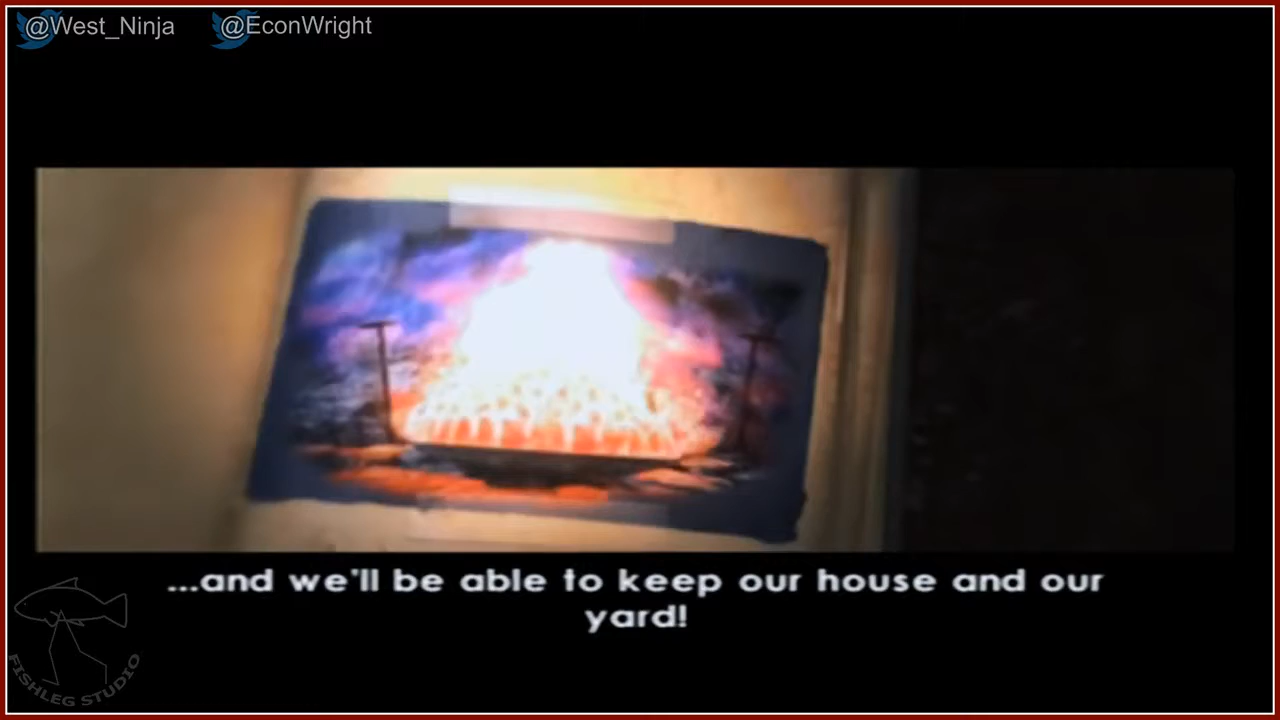 @West_Ninja @EconWright
...and we'll be able to keep our house and our
yard!
FISHLEG STUDIO